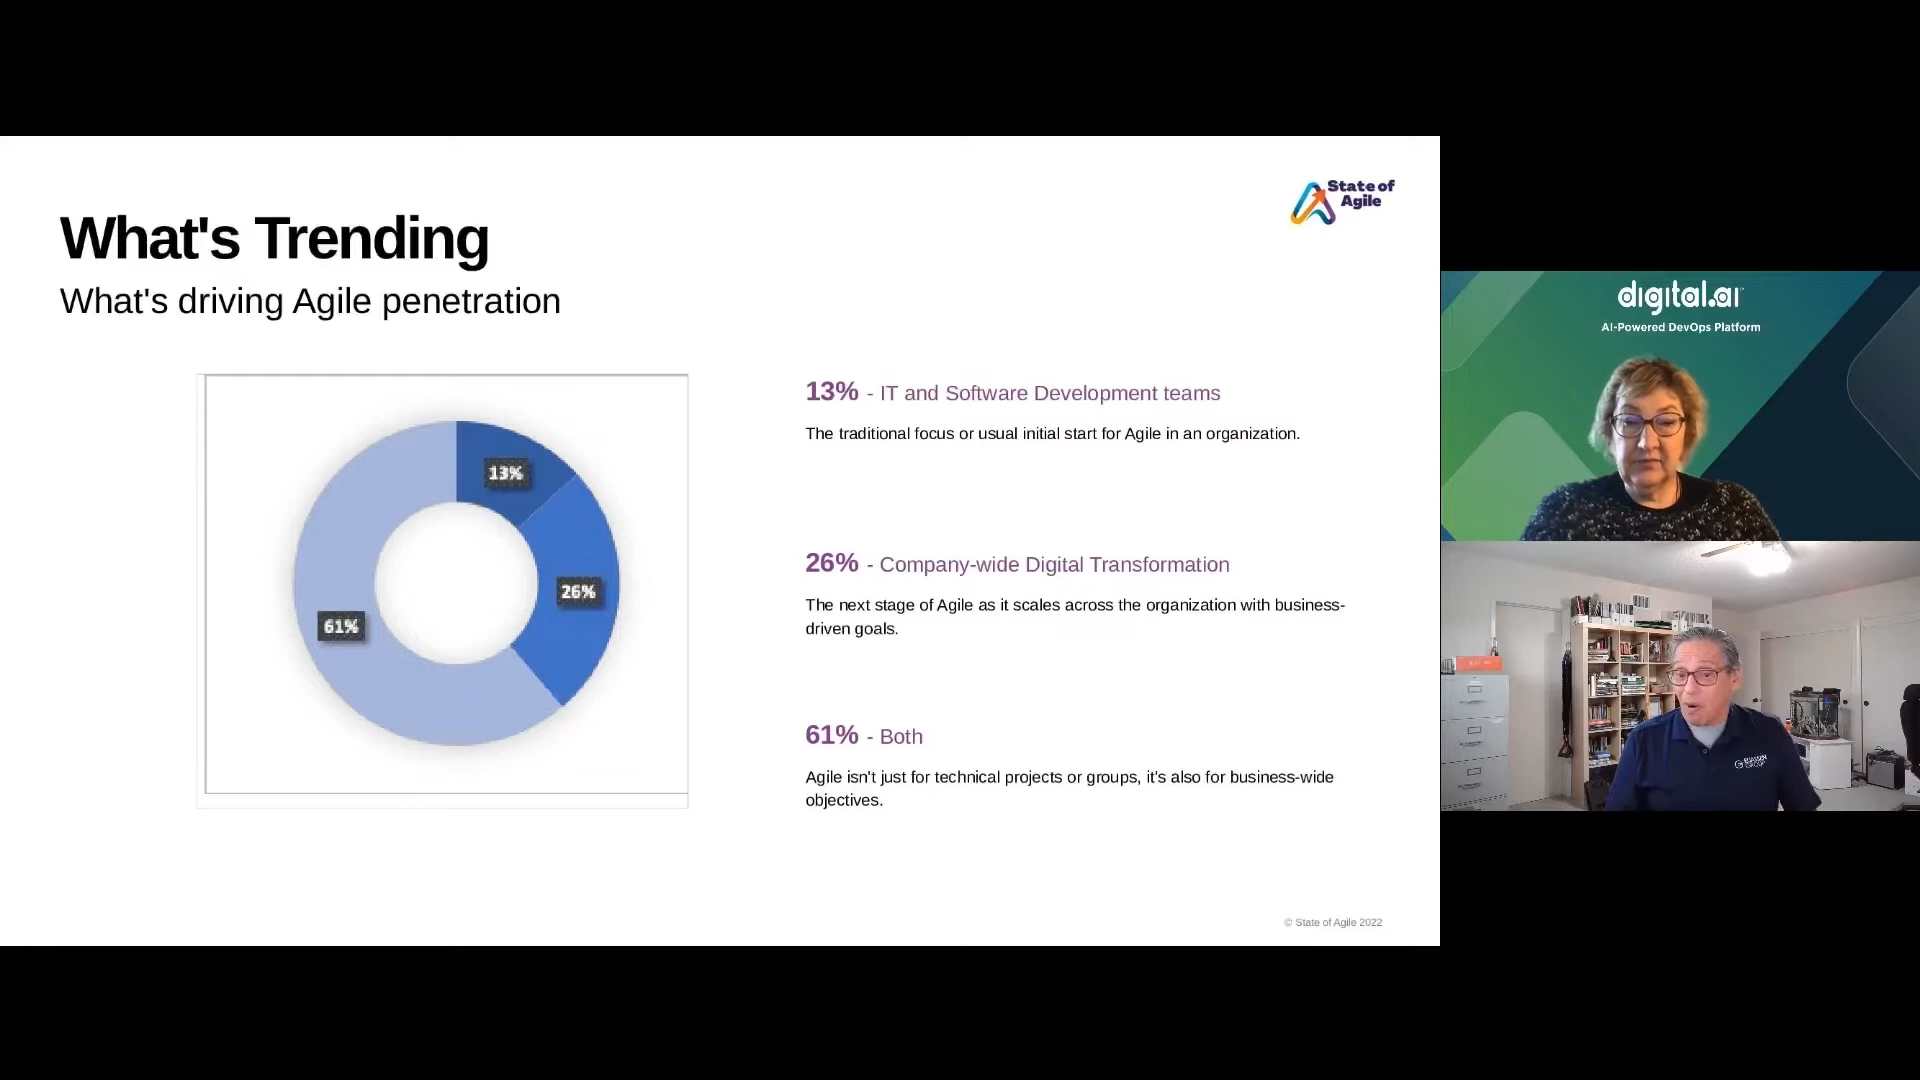 State of
Agile
What's Trending
What's driving Agile penetration
13%
26%
61%
13% - IT and Software Development teams
The traditional focus or usual initial start for Agile in an organization.
26% - Company-wide Digital Transformation
The next stage of Agile as it scales across the organization with business-
driven goals.
61% - Both
Agile isn't just for technical projects or groups, it's also for business-wide
objectives.
© State of Agile 2022
digital.ai
AI-Powered DevOps Platform